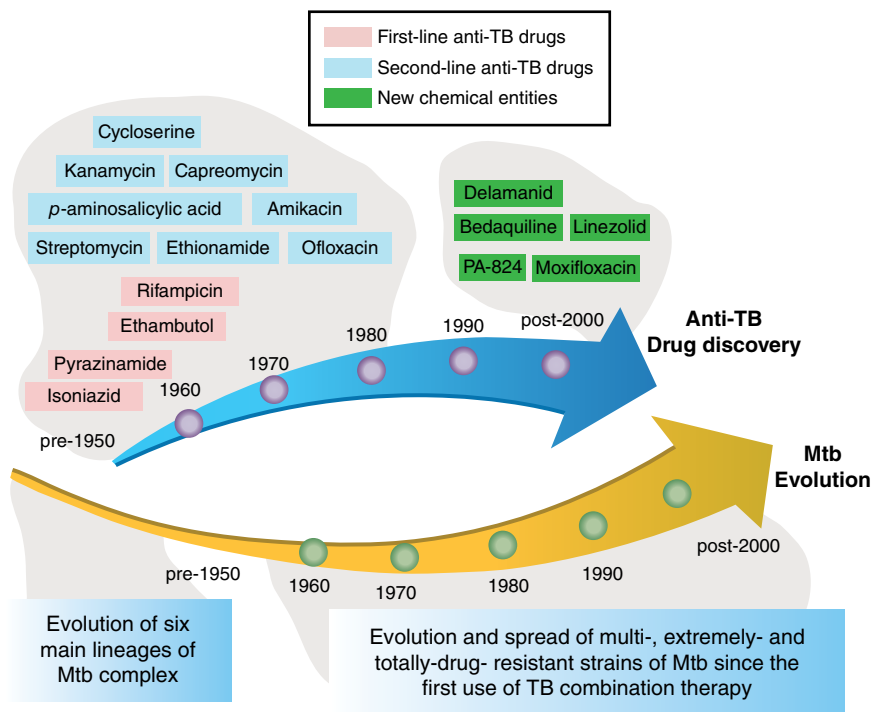 First-line anti-TB drugs
Second-line anti-TB drugs
New chemical entities
Cycloserine
Kanamycin Capreomycin
p-aminosalicylic acid Amikacin
Streptomycin Ethionamide Ofloxacin
Rifampicin
Ethambutol
Pyrazinamide
Isoniazid
Delamanid
Bedaquiline Linezolid
PA-824 Moxifloxacin
pre-1950
1960
1970
1980
1990
post-2000
Anti-TB
Drug discovery
Mtb
Evolution
pre-1950
1960
1970
1980
1990
post-2000
Evolution of six
main lineages of
Mtb complex
Evolution and spread of multi-, extremely- and
totally-drug- resistant strains of Mtb since the
first use of TB combination therapy